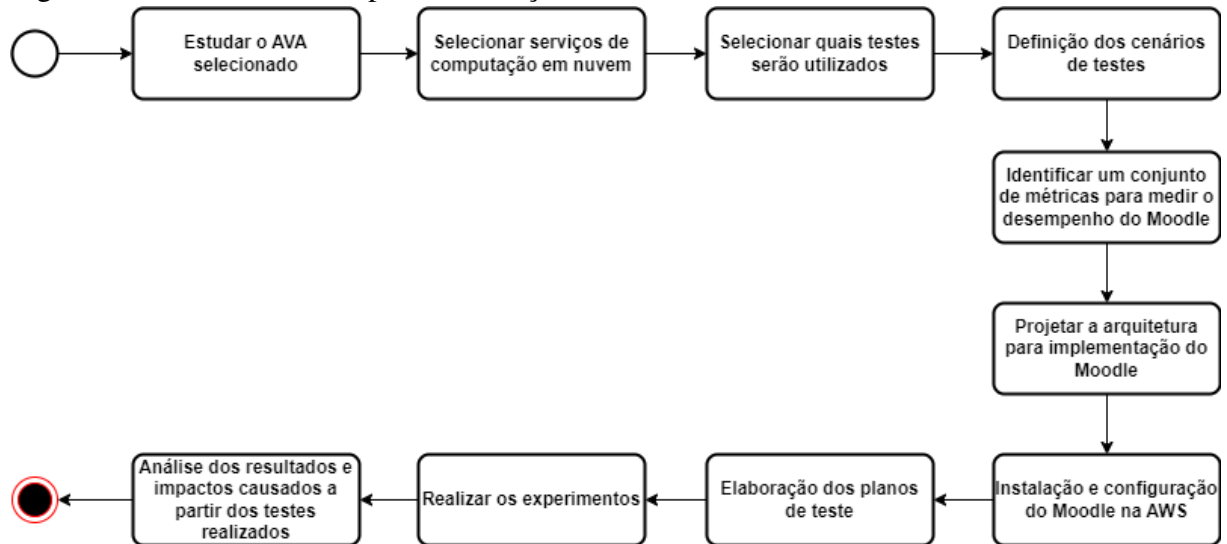 Estudar o AVA
selecionado
Selecionar serviços de
computação em nuvem
Selecionar quais testes
serão utilizados
Definição dos cenários
de testes
Identificar um conjunto
de métricas para medir o
desempenho do Moodle
Projetar a arquitetura
para implementação do
Moodle
Instalação e configuração
do Moodle na AWS
Elaboração dos planos
de teste
Realizar os experimentos
Análise dos resultados e
impactos causados a
partir dos testes
realizados